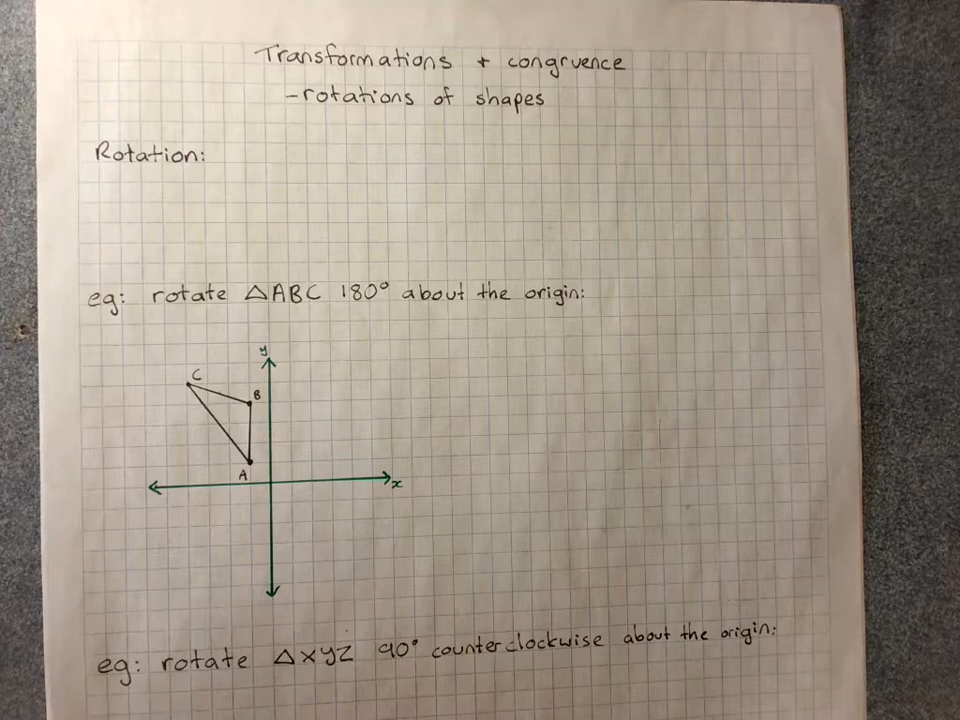 Transformations + congruence
-rotations of shapes
Rotation:
eg: rotate △ABC 180° about the origin:
y
C
B
A
x
eg: rotate △XYZ 90° counterclockwise about the origin: